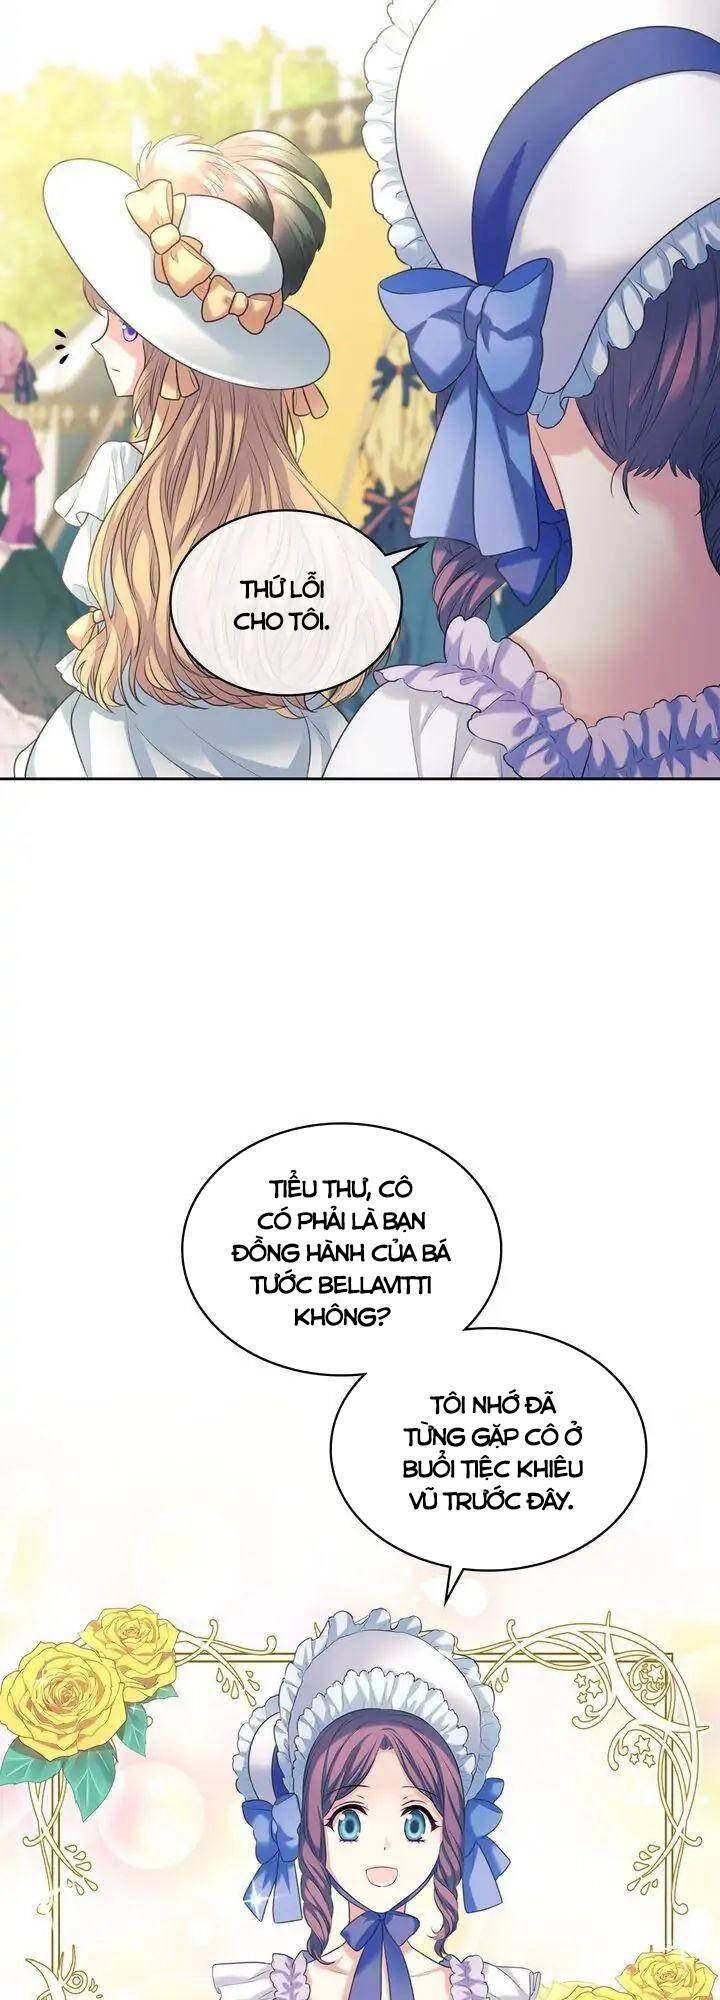 THỨ LỖI
CHO TÔI.
TIỂU THƯ, CÔ
CÓ PHẢI LÀ BẠN
ĐỒNG HÀNH CỦA BÁ
TƯỚC BELLAVITTI
KHÔNG?
TÔI NHỚ ĐÃ
TỪNG GẶP CÔ Ở
BUỔI TIỆC KHIÊU
VŨ TRƯỚC ĐÂY.